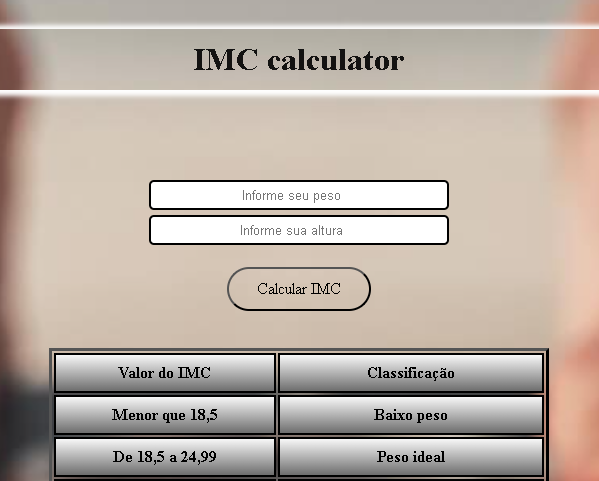 IMC calculator
Informe seu peso
Informe sua altura
Calcular IMC
Valor do IMC Classificação
Menor que 18,5 Baixo peso
De 18,5 a 24,99 Peso ideal